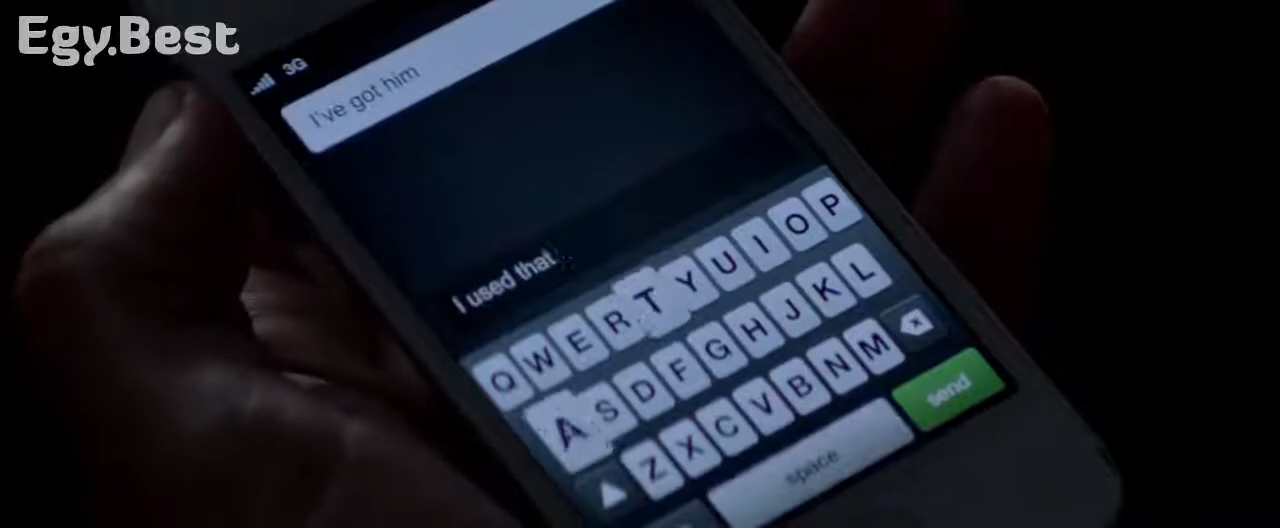 Egy.Best
3G
I've got him
I used that
Q W E R T Y U I O P
A S D F G H J K L
Z X C V B N M
space
send